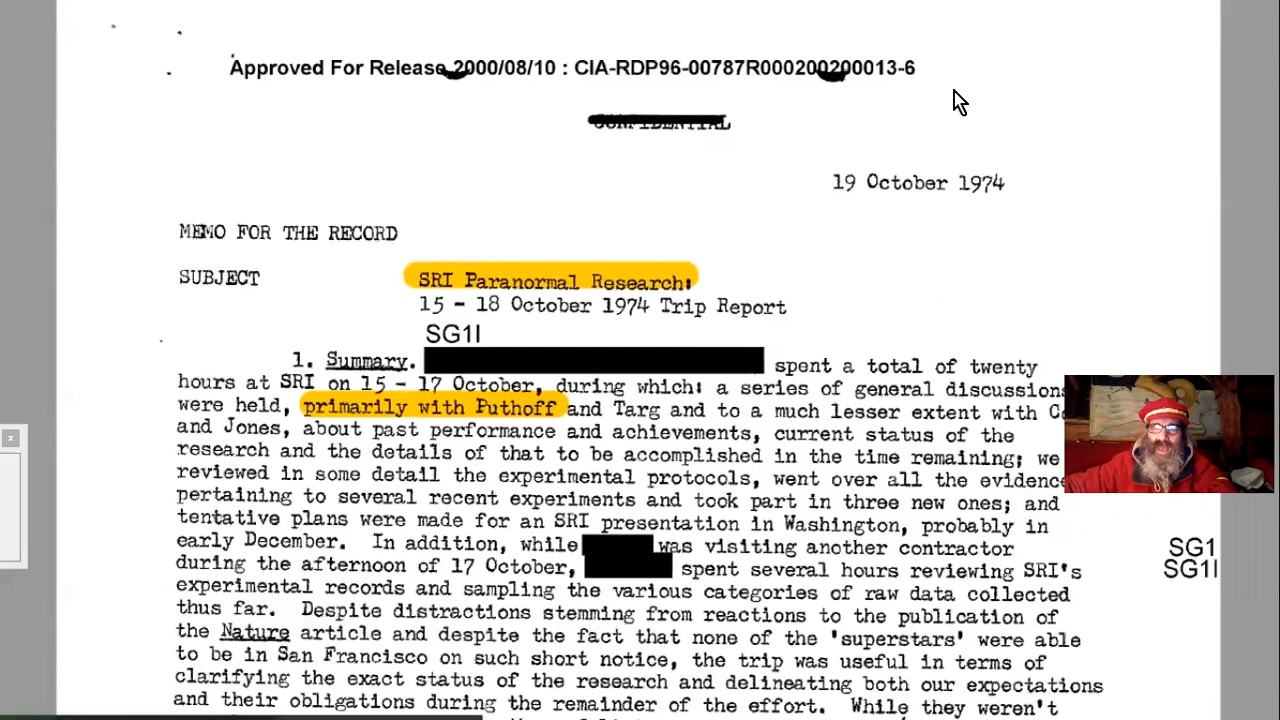 Approved For Release 2000/08/10 : CIA-RDP96-00787R000200200013-6
CONFIDENTIAL
19 October 1974
MEMO FOR THE RECORD
SUBJECT SRI Paranormal Research:
15 - 18 October 1974 Trip Report
SG1I
1. Summary. spent a total of twenty
hours at SRI on 15 - 17 October, during which: a series of general discussions
were held, primarily with Puthoff and Targ and to a much lesser extent with
and Jones, about past performance and achievements, current status of the
research and the details of that to be accomplished in the time remaining; we
reviewed in some detail the experimental protocols, went over all the evidence
pertaining to several recent experiments and took part in three new ones; and
tentative plans were made for an SRI presentation in Washington, probably in
early December. In addition, while was visiting another contractor
SG1
during the afternoon of 17 October, spent several hours reviewing SRI's
SG1I
experimental records and sampling the various categories of raw data collected
thus far. Despite distractions stemming from reactions to the publication of
the Nature article and despite the fact that none of the 'superstars' were able
to be in San Francisco on such short notice, the trip was useful in terms of
clarifying the exact status of the research and delineating both our expectations
and their obligations during the remainder of the effort. While they weren't